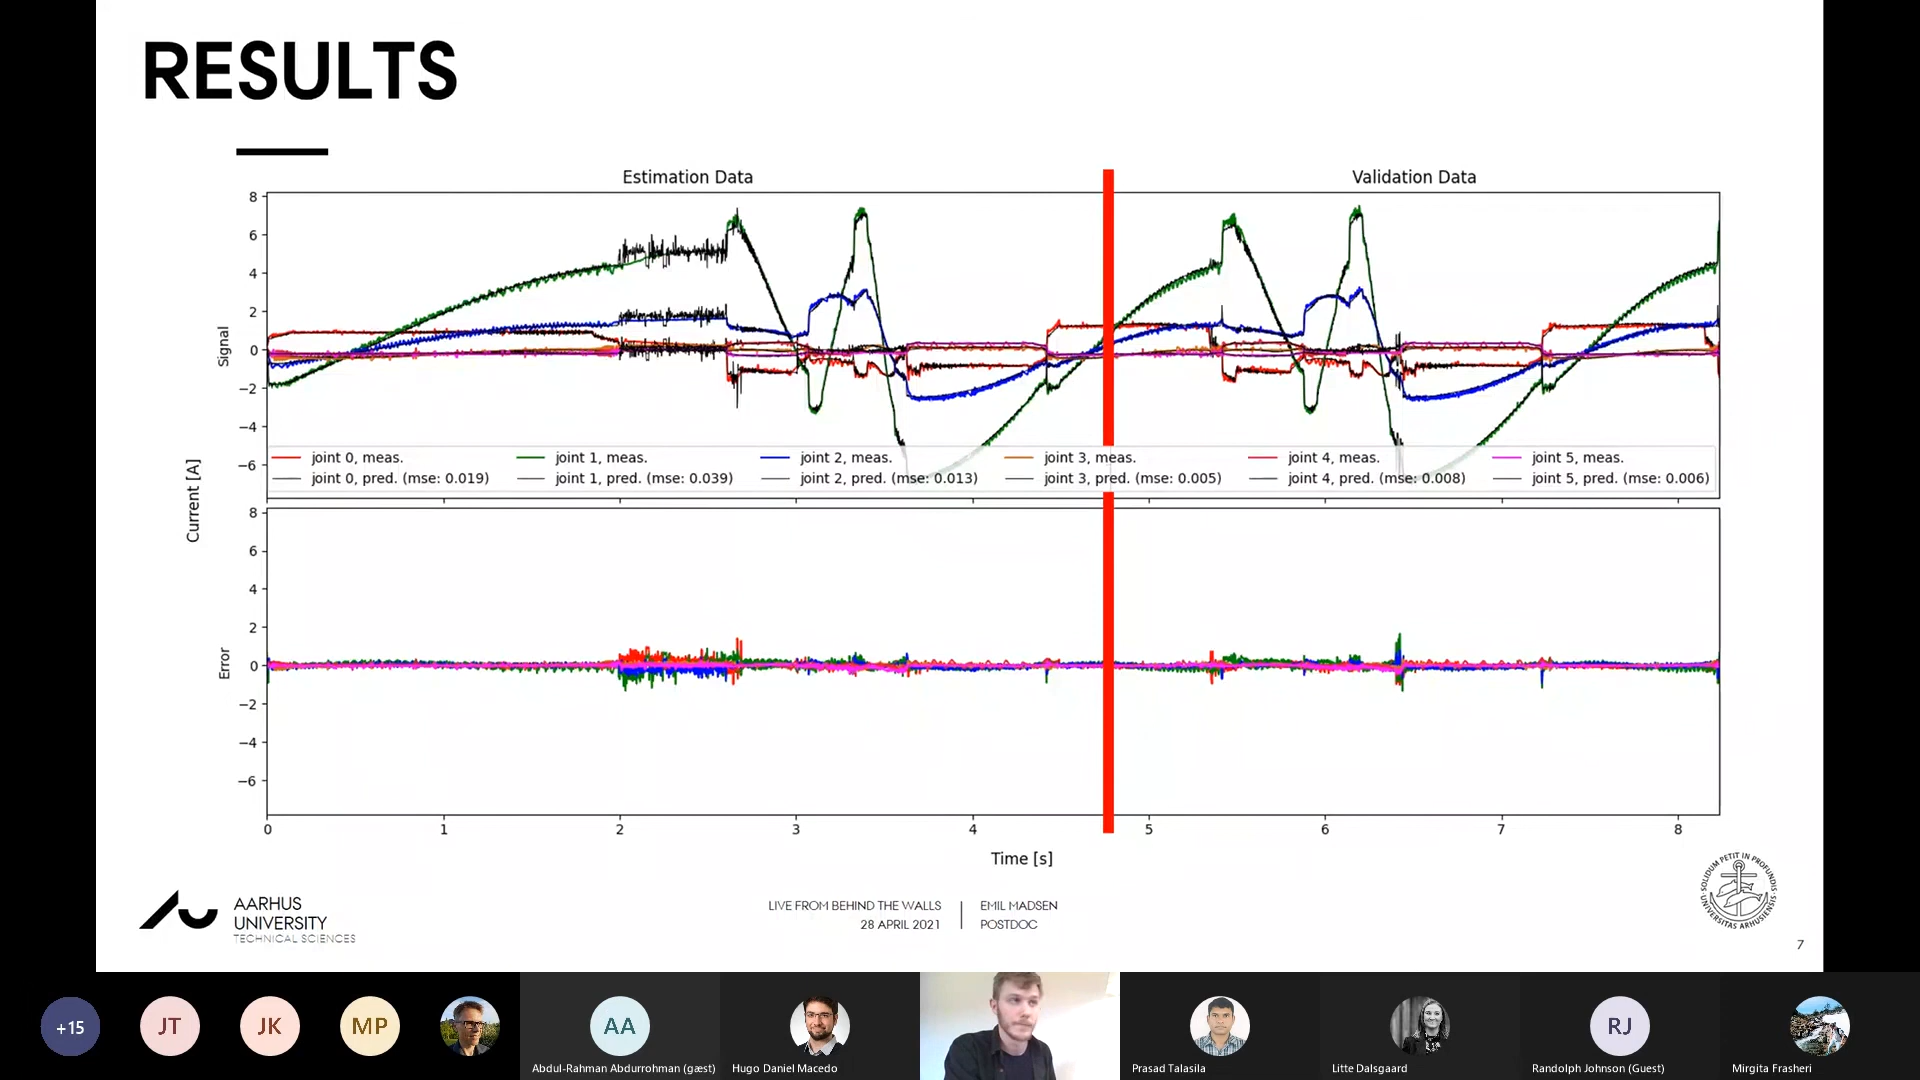 RESULTS
Estimation Data
Validation Data
8
6
4
2
0
−2
−4
−6
Signal
joint 0, meas.
joint 1, meas.
joint 2, meas.
joint 3, meas.
joint 4, meas.
joint 5, meas.
joint 0, pred. (mse: 0.019)
joint 1, pred. (mse: 0.039)
joint 2, pred. (mse: 0.013)
joint 3, pred. (mse: 0.005)
joint 4, pred. (mse: 0.008)
joint 5, pred. (mse: 0.006)
Current [A]
8
6
4
2
0
−2
−4
−6
Error
0 1 2 3 4 5 6 7 8
Time [s]
AARHUS
UNIVERSITY
TECHNICAL SCIENCES
LIVE FROM BEHIND THE WALLS
28 APRIL 2021
EMIL MADSEN
POSTDOC
SOLIDUM PETIT IN PROFUNDIS
UNIVERSITAS ARHUSIENSIS
7
+15
JT
JK
MP
AA
RJ
Abdul-Rahman Abdurrohman (gæst)
Hugo Daniel Macedo
Prasad Talasila
Litte Dalsgaard
Randolph Johnson (Guest)
Mirgita Frasheri